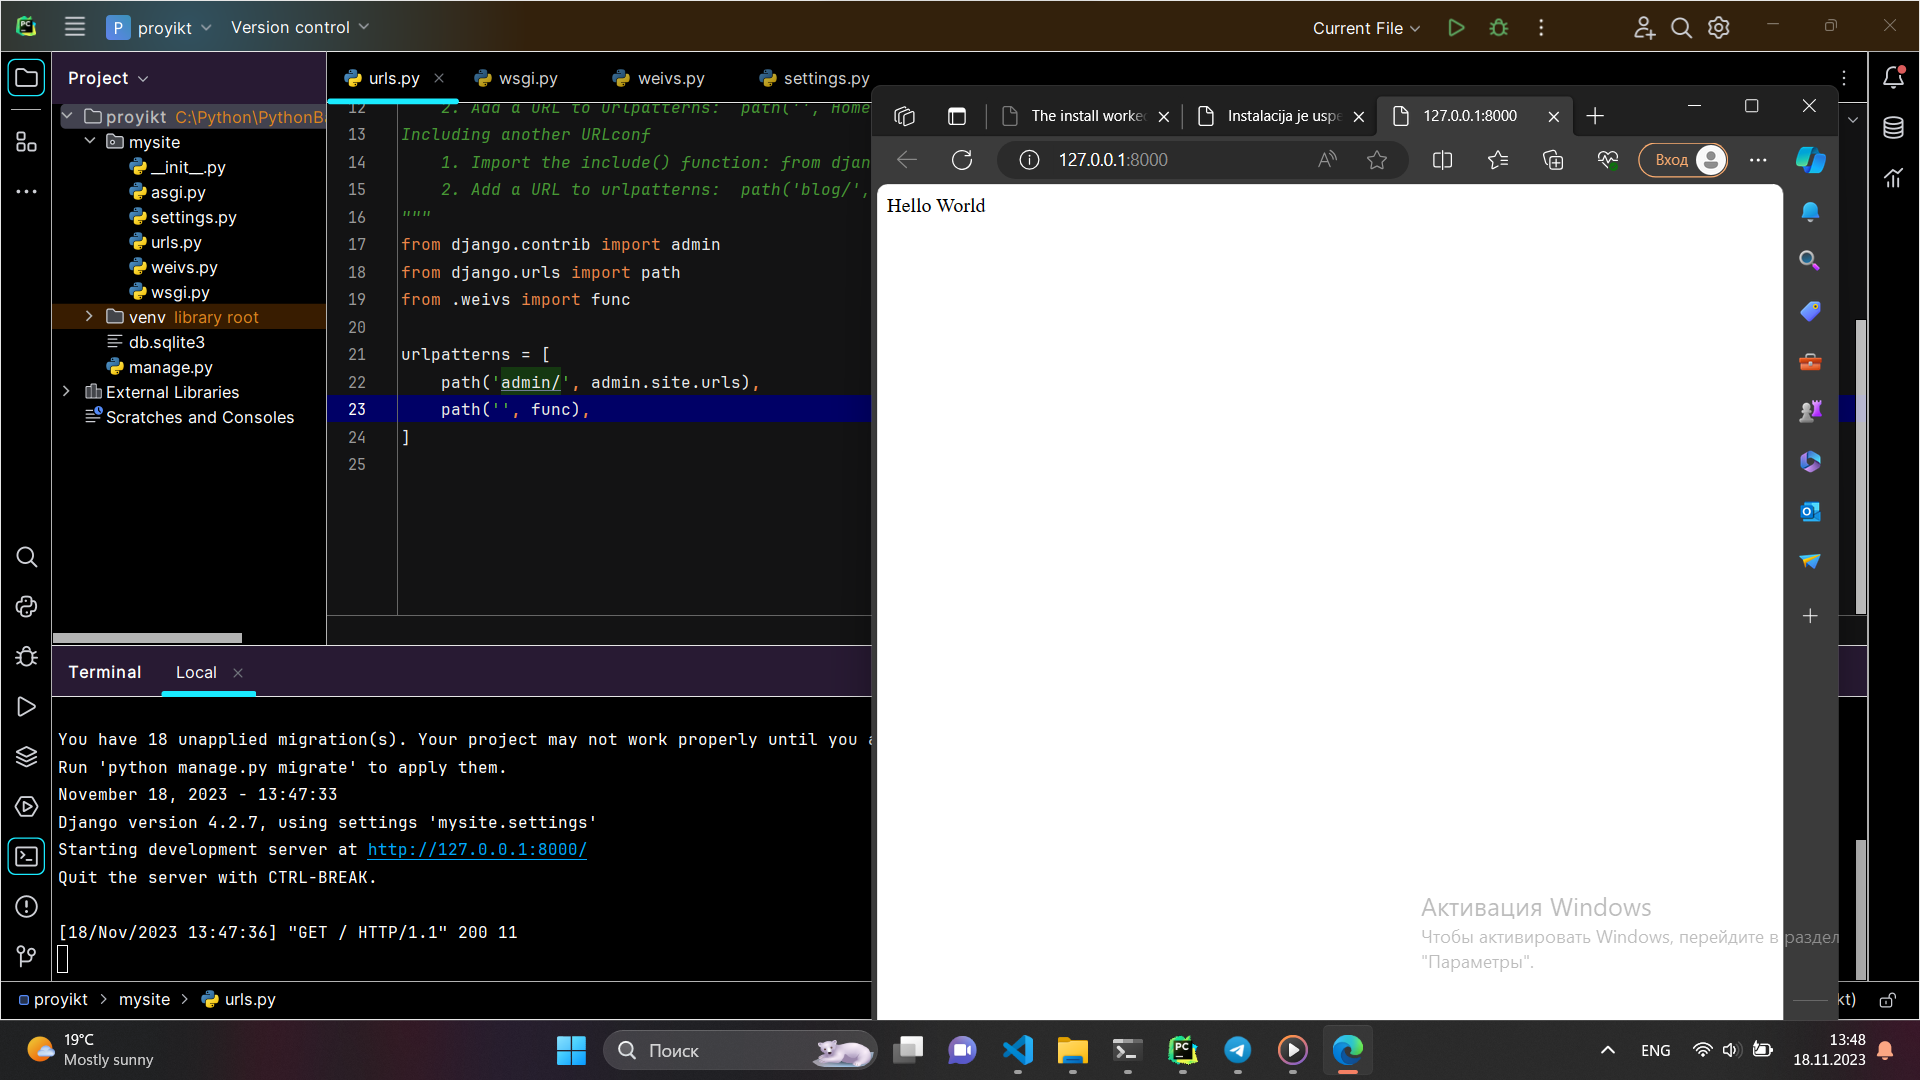 P proyikt Version control
Current File
Project
urls.py wsgi.py weivs.py settings.py
proyikt C:\Python\PythonBa
mysite
__init__.py
asgi.py
settings.py
urls.py
weivs.py
wsgi.py
venv library root
db.sqlite3
manage.py
External Libraries
Scratches and Consoles
12 2. Add a URL to urlpatterns: path('', Home
13 Including another URLconf
14 1. Import the include() function: from djan
15 2. Add a URL to urlpatterns: path('blog/',
16 """
17 from django.contrib import admin
18 from django.urls import path
19 from .weivs import func
20
21 urlpatterns = [
22 path('admin/', admin.site.urls),
23 path('', func),
24 ]
25
The install worke Instalacija je uspe 127.0.0.1:8000
127.0.0.1:8000 Вход
Hello World
Terminal Local
You have 18 unapplied migration(s). Your project may not work properly until you a
Run 'python manage.py migrate' to apply them.
November 18, 2023 - 13:47:33
Django version 4.2.7, using settings 'mysite.settings'
Starting development server at http://127.0.0.1:8000/
Quit the server with CTRL-BREAK.
[18/Nov/2023 13:47:36] "GET / HTTP/1.1" 200 11
Активация Windows
Чтобы активировать Windows, перейдите в раздел
"Параметры".
proyikt mysite urls.py
kt)
19°C
Mostly sunny
Поиск
ENG
13:48
18.11.2023